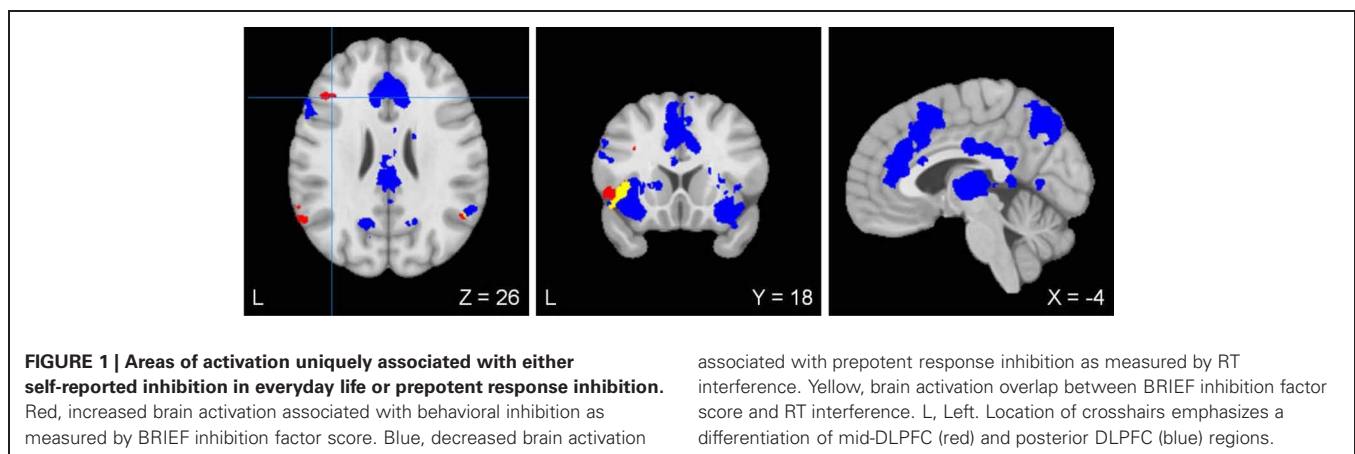 L
Z = 26
L
Y = 18
X = -4
FIGURE 1 | Areas of activation uniquely associated with either
self-reported inhibition in everyday life or prepotent response inhibition.
Red, increased brain activation associated with behavioral inhibition as
measured by BRIEF inhibition factor score. Blue, decreased brain activation
associated with prepotent response inhibition as measured by RT
interference. Yellow, brain activation overlap between BRIEF inhibition factor
score and RT interference. L, Left. Location of crosshairs emphasizes a
differentiation of mid-DLPFC (red) and posterior DLPFC (blue) regions.